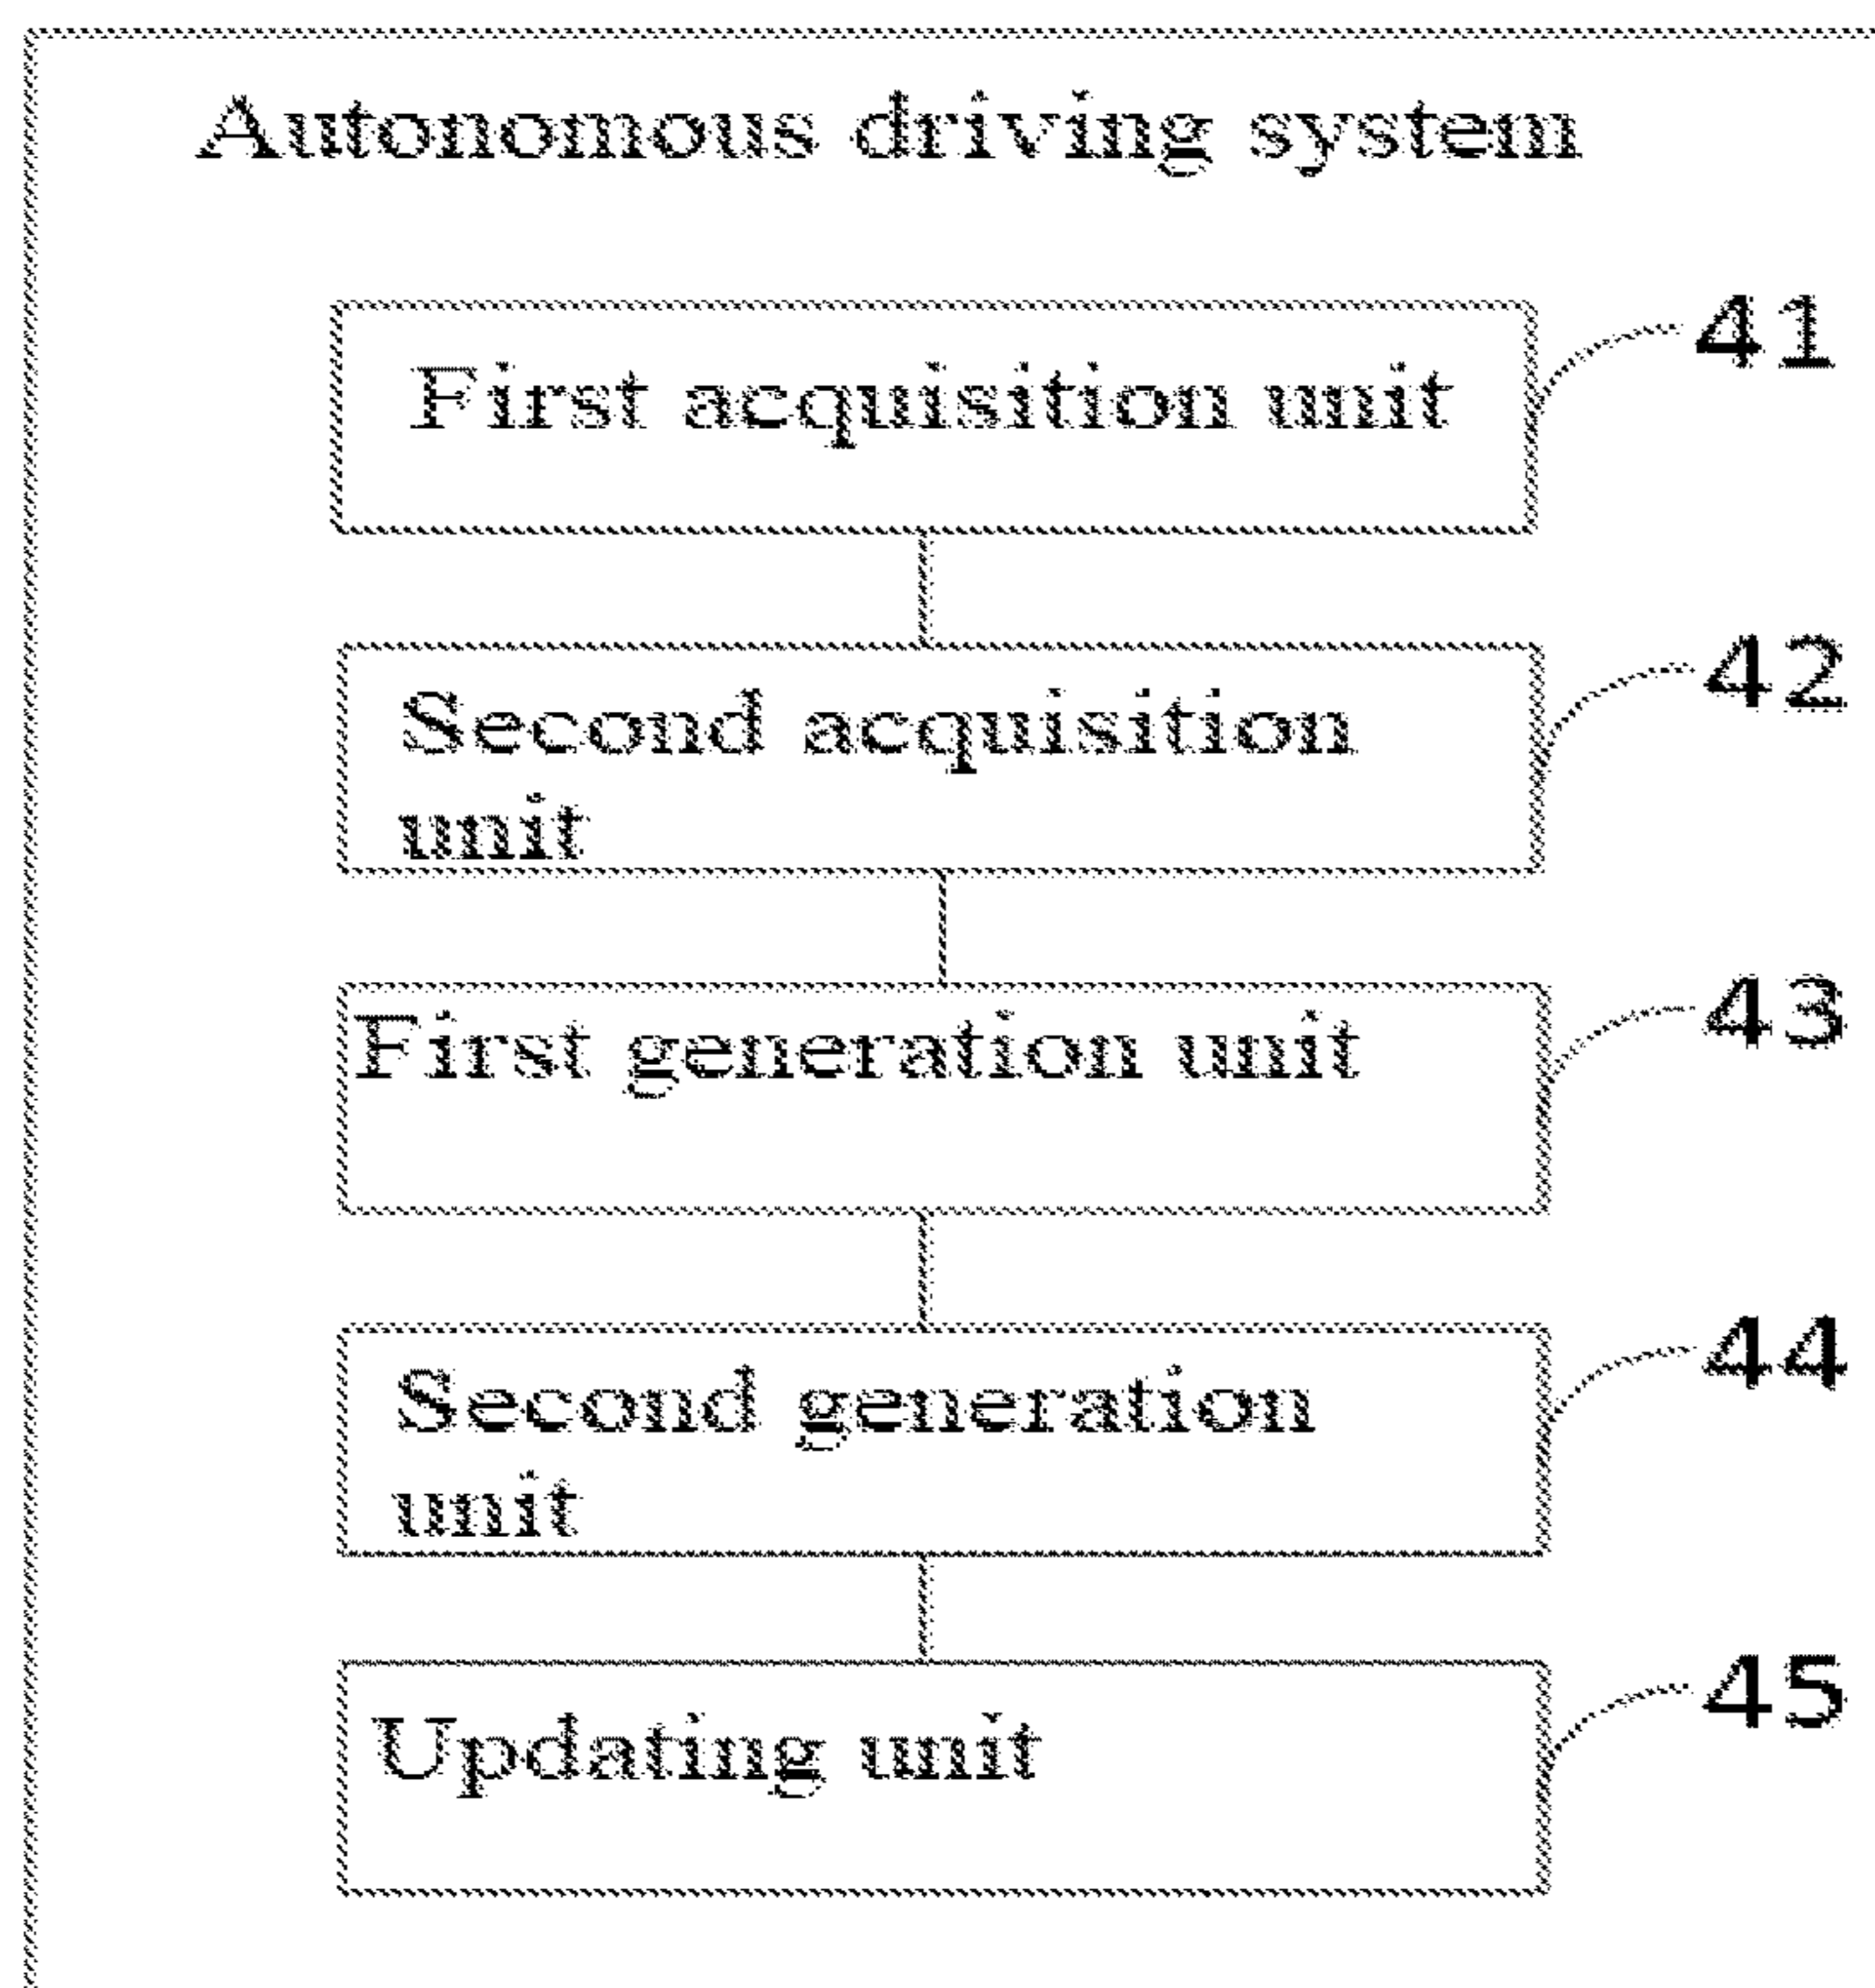 Autonomous driving system
First acquisition unit
41
Second acquisition
unit
42
First generation unit
43
Second generation
unit
44
Updating unit
45